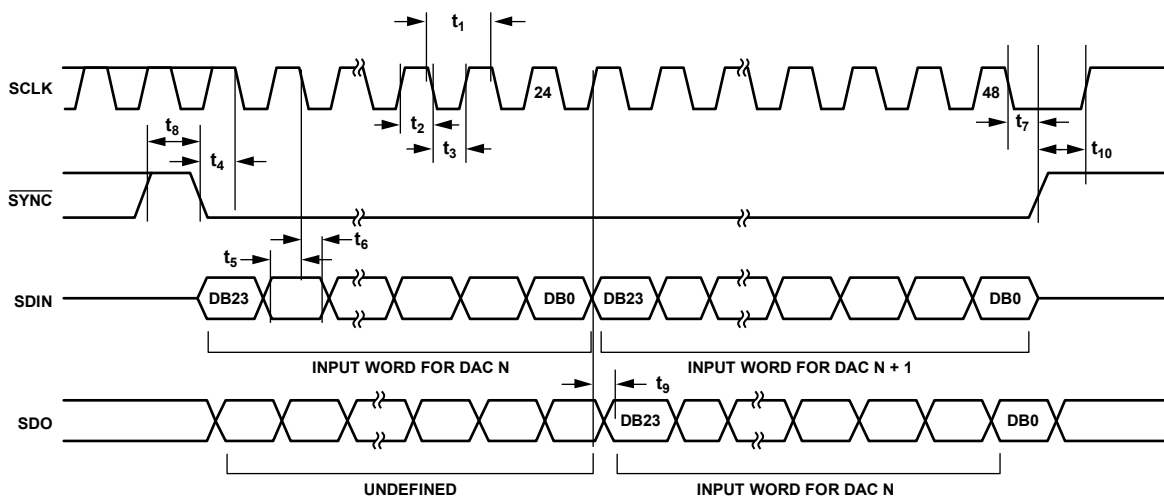 t1
SCLK
24
48
t2
t3
t7
t8
t4
t10
SYNC
t6
t5
SDIN
DB23
DB0
DB23
DB0
INPUT WORD FOR DAC N
INPUT WORD FOR DAC N + 1
t9
SDO
DB23
DB0
UNDEFINED
INPUT WORD FOR DAC N